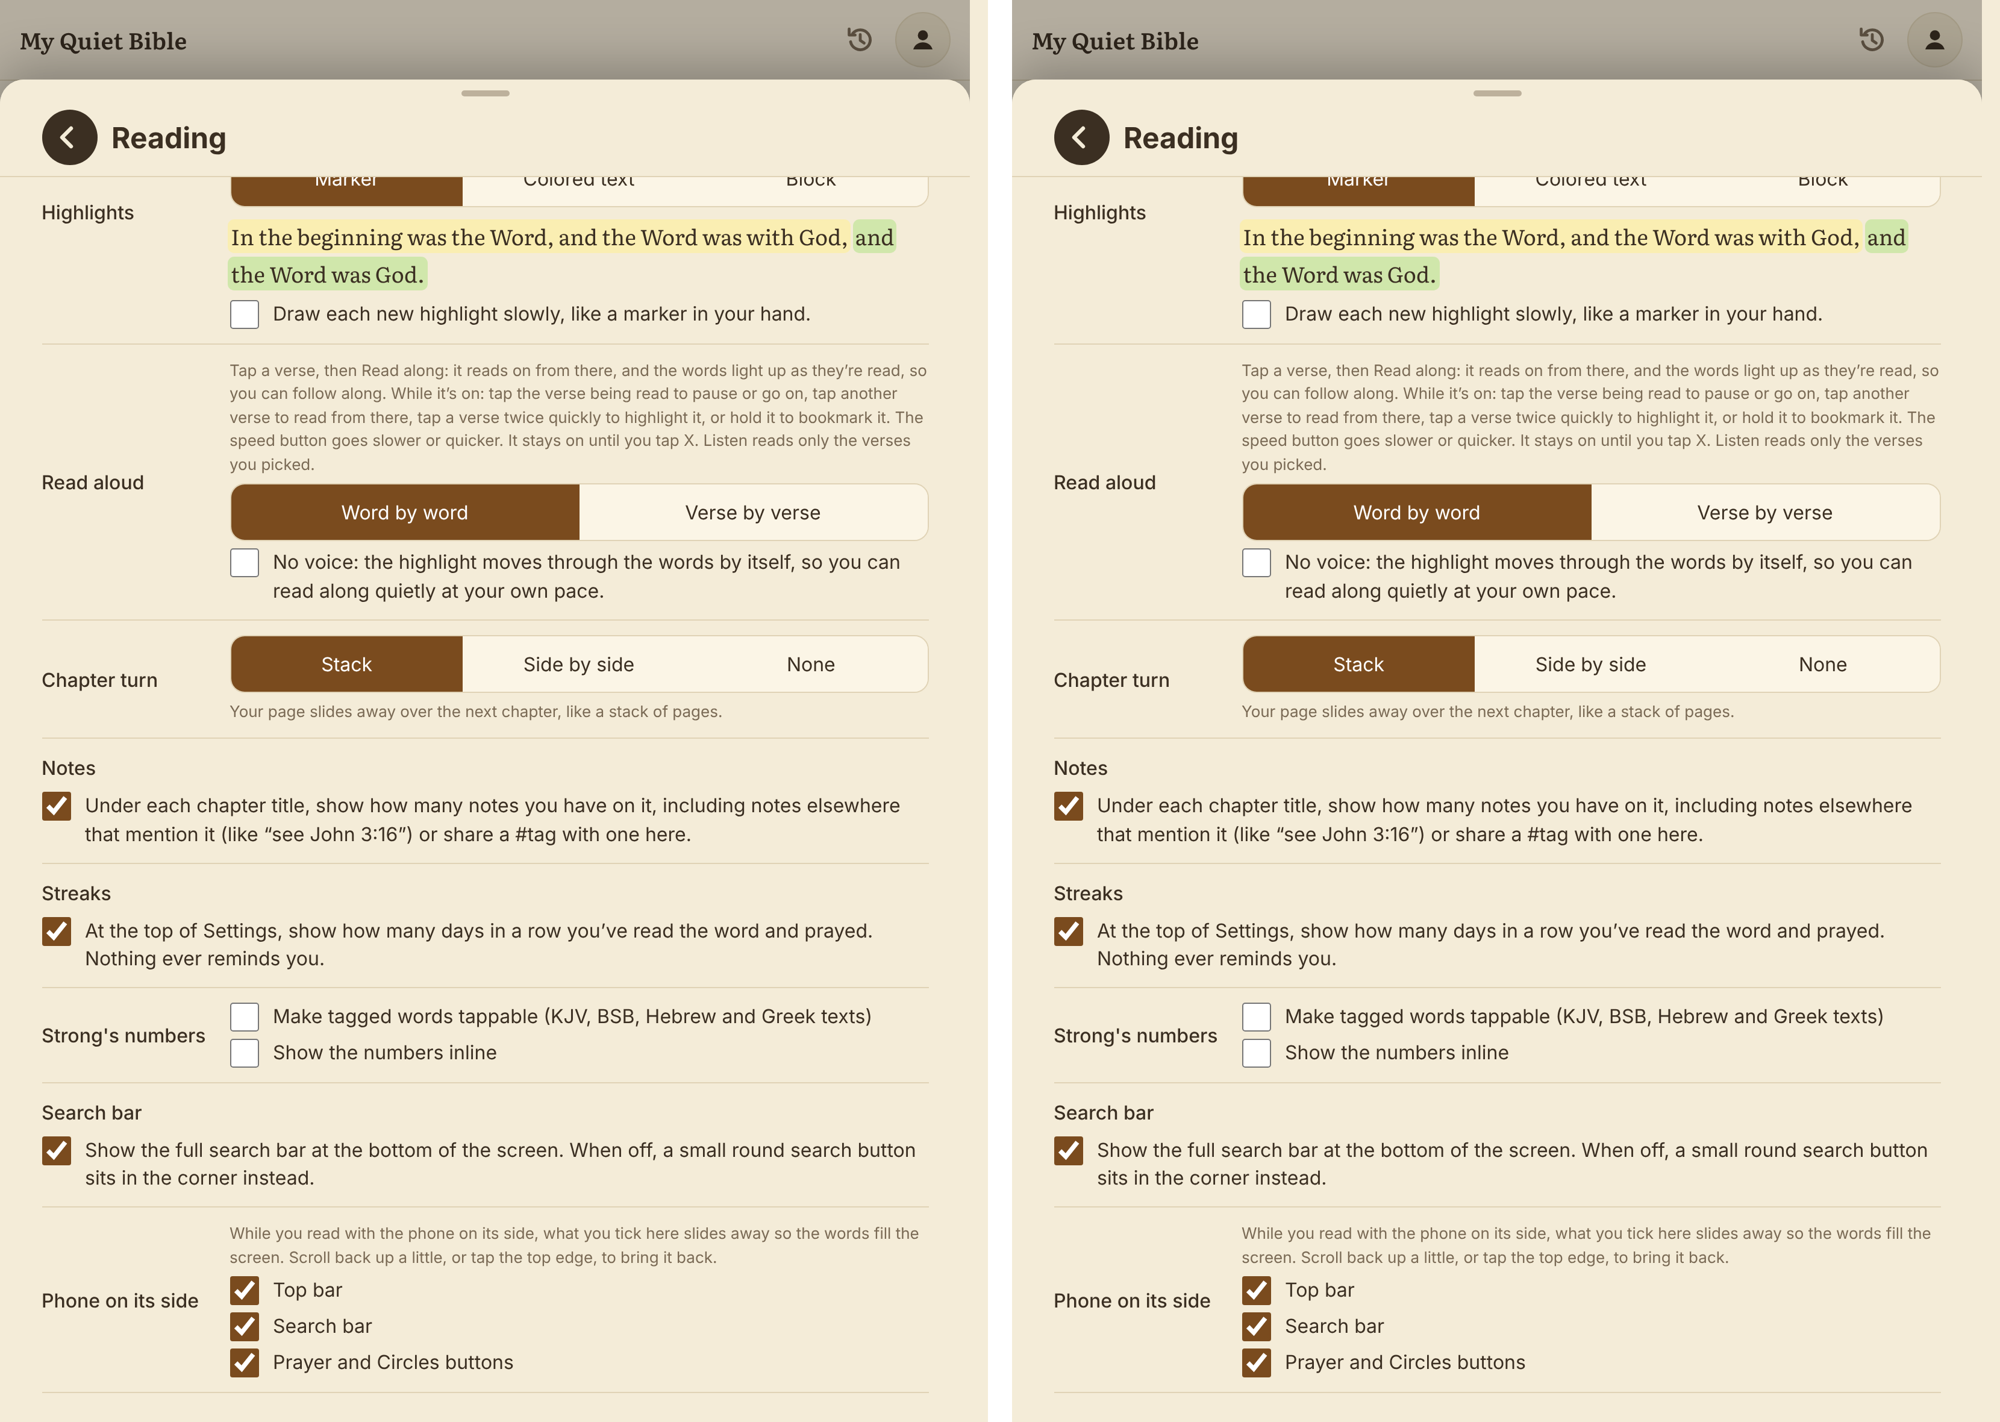 My Quiet Bible
Reading
Marker Colored text Block
Highlights
In the beginning was the Word, and the Word was with God, and
the Word was God.
Draw each new highlight slowly, like a marker in your hand.
Tap a verse, then Read along: it reads on from there, and the words light up as they’re read, so
you can follow along. While it’s on: tap the verse being read to pause or go on, tap another
verse to read from there, tap a verse twice quickly to highlight it, or hold it to bookmark it. The
speed button goes slower or quicker. It stays on until you tap X. Listen reads only the verses
you picked.
Read aloud
Word by word Verse by verse
No voice: the highlight moves through the words by itself, so you can
read along quietly at your own pace.
Stack Side by side None
Chapter turn
Your page slides away over the next chapter, like a stack of pages.
Notes
Under each chapter title, show how many notes you have on it, including notes elsewhere
that mention it (like “see John 3:16”) or share a #tag with one here.
Streaks
At the top of Settings, show how many days in a row you’ve read the word and prayed.
Nothing ever reminds you.
Make tagged words tappable (KJV, BSB, Hebrew and Greek texts)
Strong's numbers
Show the numbers inline
Search bar
Show the full search bar at the bottom of the screen. When off, a small round search button
sits in the corner instead.
While you read with the phone on its side, what you tick here slides away so the words fill the
screen. Scroll back up a little, or tap the top edge, to bring it back.
Top bar
Phone on its side
Search bar
Prayer and Circles buttons
My Quiet Bible
Reading
Marker Colored text Block
Highlights
In the beginning was the Word, and the Word was with God, and
the Word was God.
Draw each new highlight slowly, like a marker in your hand.
Tap a verse, then Read along: it reads on from there, and the words light up as they’re read, so
you can follow along. While it’s on: tap the verse being read to pause or go on, tap another
verse to read from there, tap a verse twice quickly to highlight it, or hold it to bookmark it. The
speed button goes slower or quicker. It stays on until you tap X. Listen reads only the verses
you picked.
Read aloud
Word by word Verse by verse
No voice: the highlight moves through the words by itself, so you can
read along quietly at your own pace.
Stack Side by side None
Chapter turn
Your page slides away over the next chapter, like a stack of pages.
Notes
Under each chapter title, show how many notes you have on it, including notes elsewhere
that mention it (like “see John 3:16”) or share a #tag with one here.
Streaks
At the top of Settings, show how many days in a row you’ve read the word and prayed.
Nothing ever reminds you.
Make tagged words tappable (KJV, BSB, Hebrew and Greek texts)
Strong's numbers
Show the numbers inline
Search bar
Show the full search bar at the bottom of the screen. When off, a small round search button
sits in the corner instead.
While you read with the phone on its side, what you tick here slides away so the words fill the
screen. Scroll back up a little, or tap the top edge, to bring it back.
Top bar
Phone on its side
Search bar
Prayer and Circles buttons